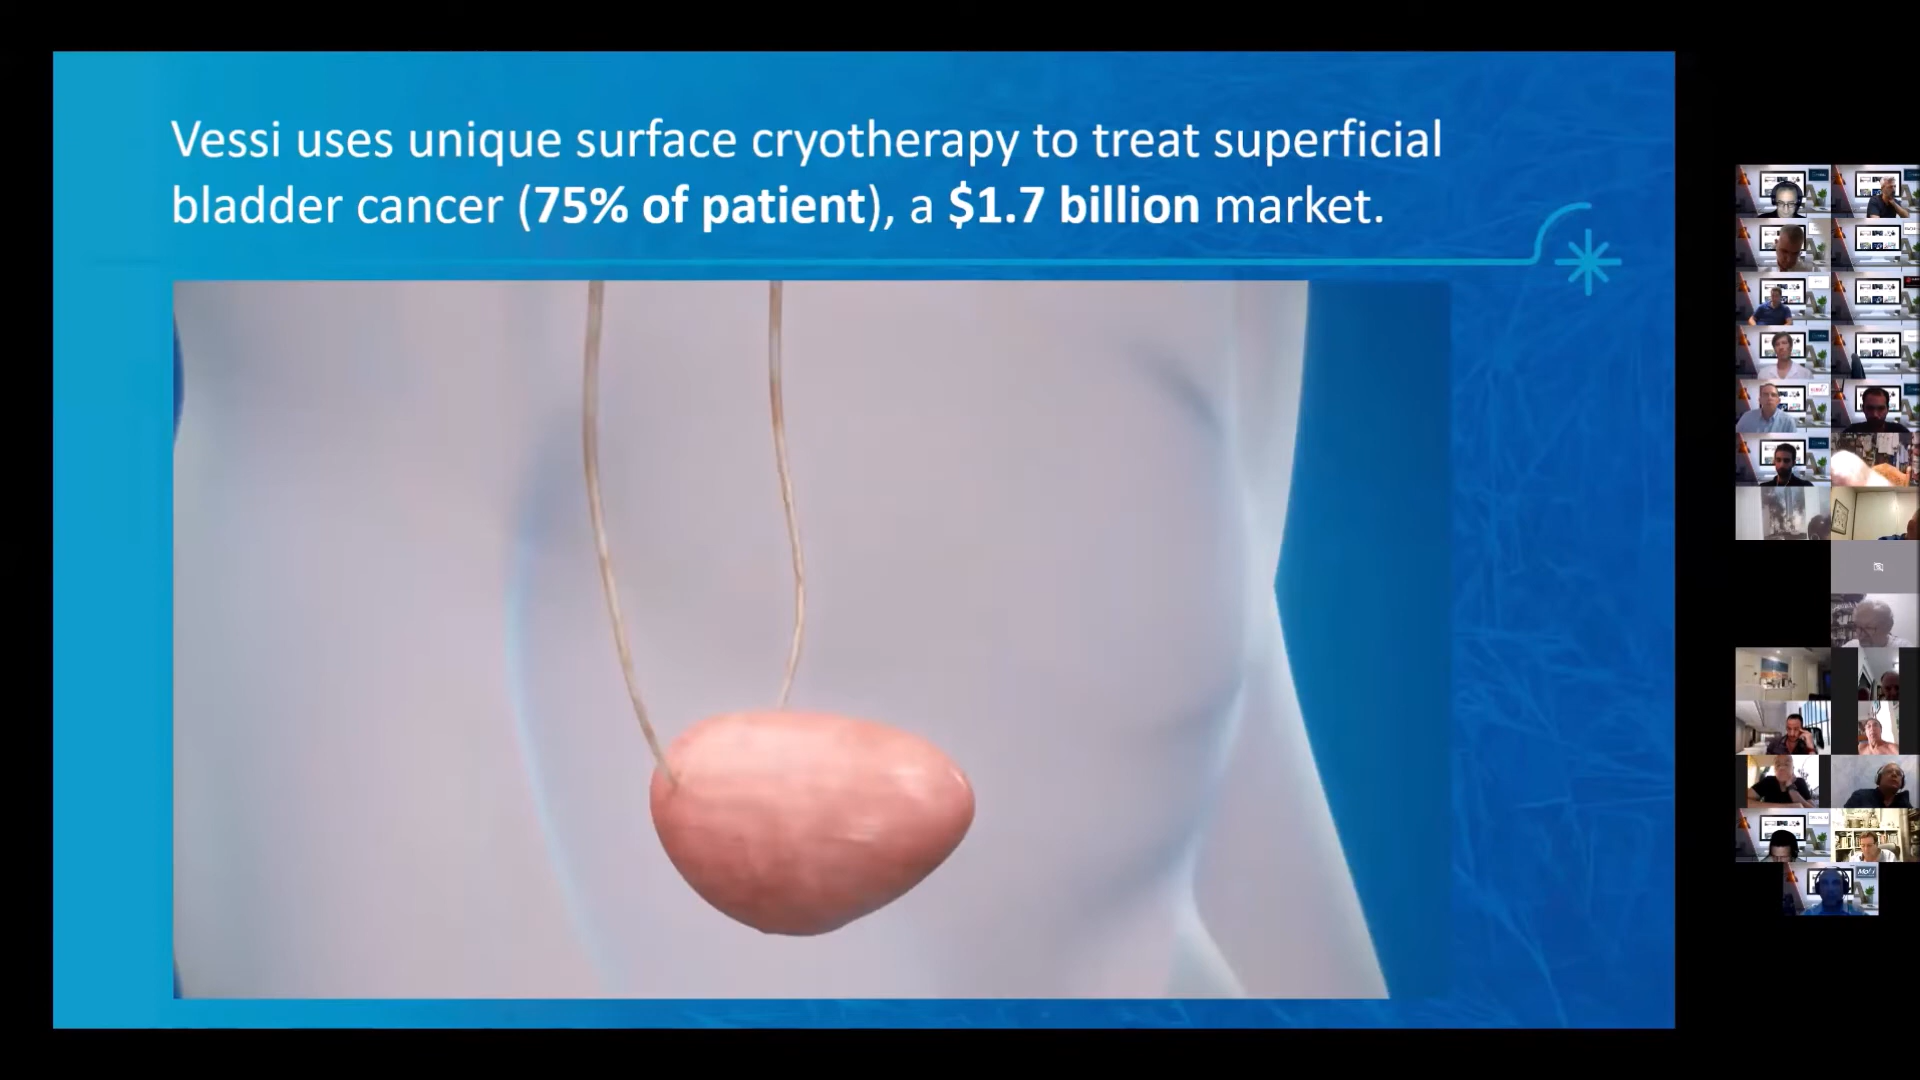 Vessi uses unique surface cryotherapy to treat superficial
bladder cancer (75% of patient), a $1.7 billion market.